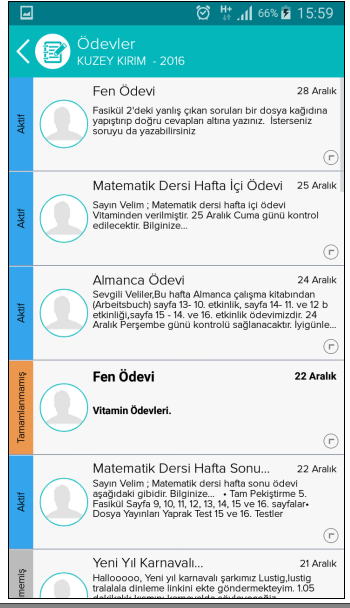 H+ 66% 15:59
Ödevler
KUZEY KIRIM - 2016
Aktif
Fen Ödevi 28 Aralık
Fasikül 2'deki yanlış çıkan soruları bir dosya kağıdına
yapıştırıp doğru cevapları altına yazınız. İsterseniz
soruyu da yazabilirsiniz
Aktif
Matematik Dersi Hafta İçi Ödevi 25 Aralık
Sayın Velim ; Matematik dersi hafta içi ödevi
Vitaminden verilmiştir. 25 Aralık Cuma günü kontrol
edilecektir. Bilginize...
Aktif
Almanca Ödevi 24 Aralık
Sevgili Veliler,Bu hafta Almanca çalışma kitabından
(Arbeitsbuch) sayfa 13- 10. etkinlik, sayfa 14- 11. ve 12 b
etkinliği,sayfa 15 - 14. ve 16. etkinlik ödevimizdir. 24
Aralık Perşembe günü kontrolü sağlanacaktır. İyigünle...
Tamamlanmamış
Fen Ödevi 22 Aralık
Vitamin Ödevleri.
Aktif
Matematik Dersi Hafta Sonu... 22 Aralık
Sayın Velim ; Matematik dersi hafta sonu ödevi
aşağıdaki gibidir. Bilginize... • Tam Pekiştirme 5.
Fasikül Sayfa 9, 10, 11, 12, 13, 14, 15 ve 16. sayfalar•
Dosya Yayınları Yaprak Test 15 ve 16. Testler
memiş
Yeni Yıl Karnavalı... 21 Aralık
Hallooooo, Yeni yıl karnavalı şarkımız Lustig,lustig
tralalala dinleme linkini ekte göndermekteyim. 1.05